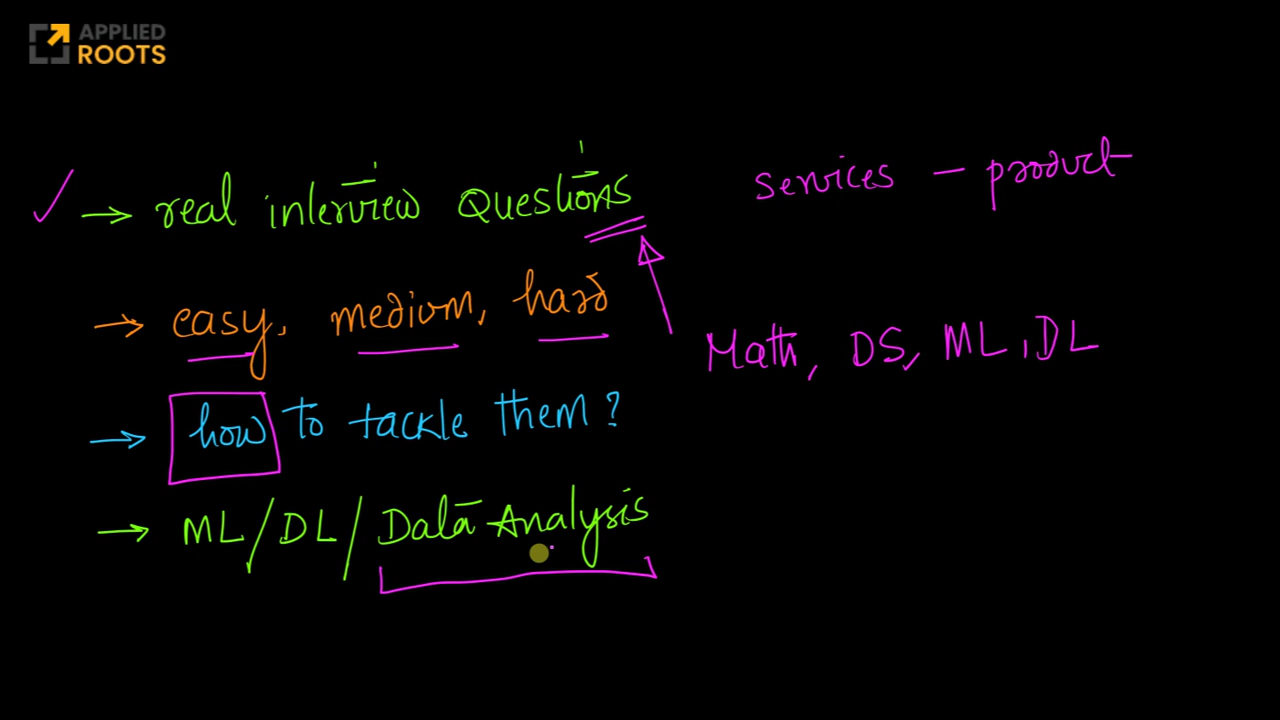 APPLIED
ROOTS
services - product
→ real interview Questions
→ easy, medium, hard
Math, DS, ML, DL
→ how to tackle them?
→ ML/DL/Data Analysis